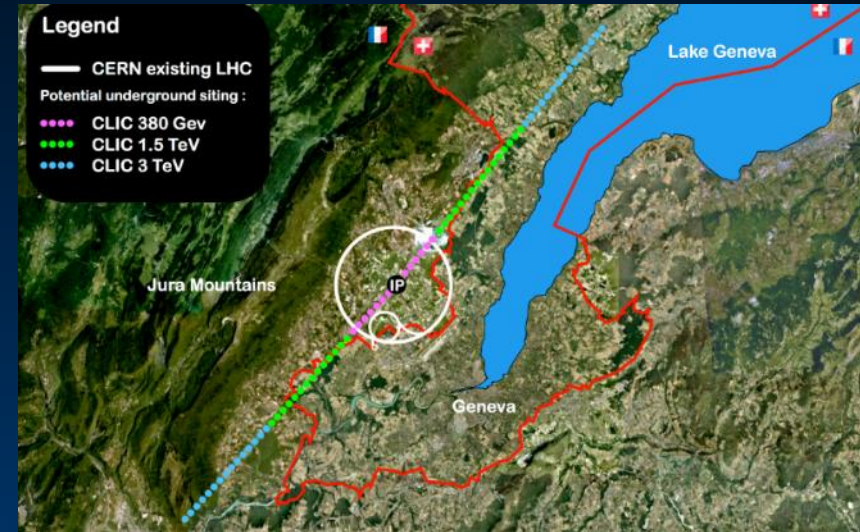 Legend
CERN existing LHC
Potential underground siting :
CLIC 380 Gev
CLIC 1.5 TeV
CLIC 3 TeV
Lake Geneva
Jura Mountains
IP
Geneva